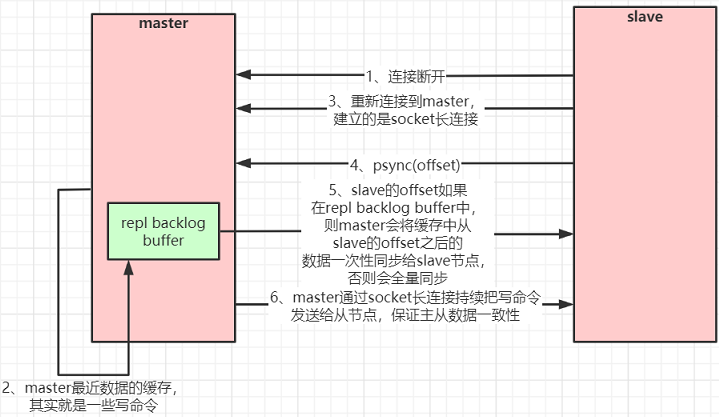 master
slave
1、连接断开
3、重新连接到master,
建立的是socket长连接
4、psync(offset)
5、slave的offset如果
在repl backlog buffer中,
则master会将缓存中从
slave的offset之后的
数据一次性同步给slave节点,
否则会全量同步
repl backlog
buffer
6、master通过socket长连接持续把写命令
发送给从节点，保证主从数据一致性
2、master最近数据的缓存,
其实就是一些写命令